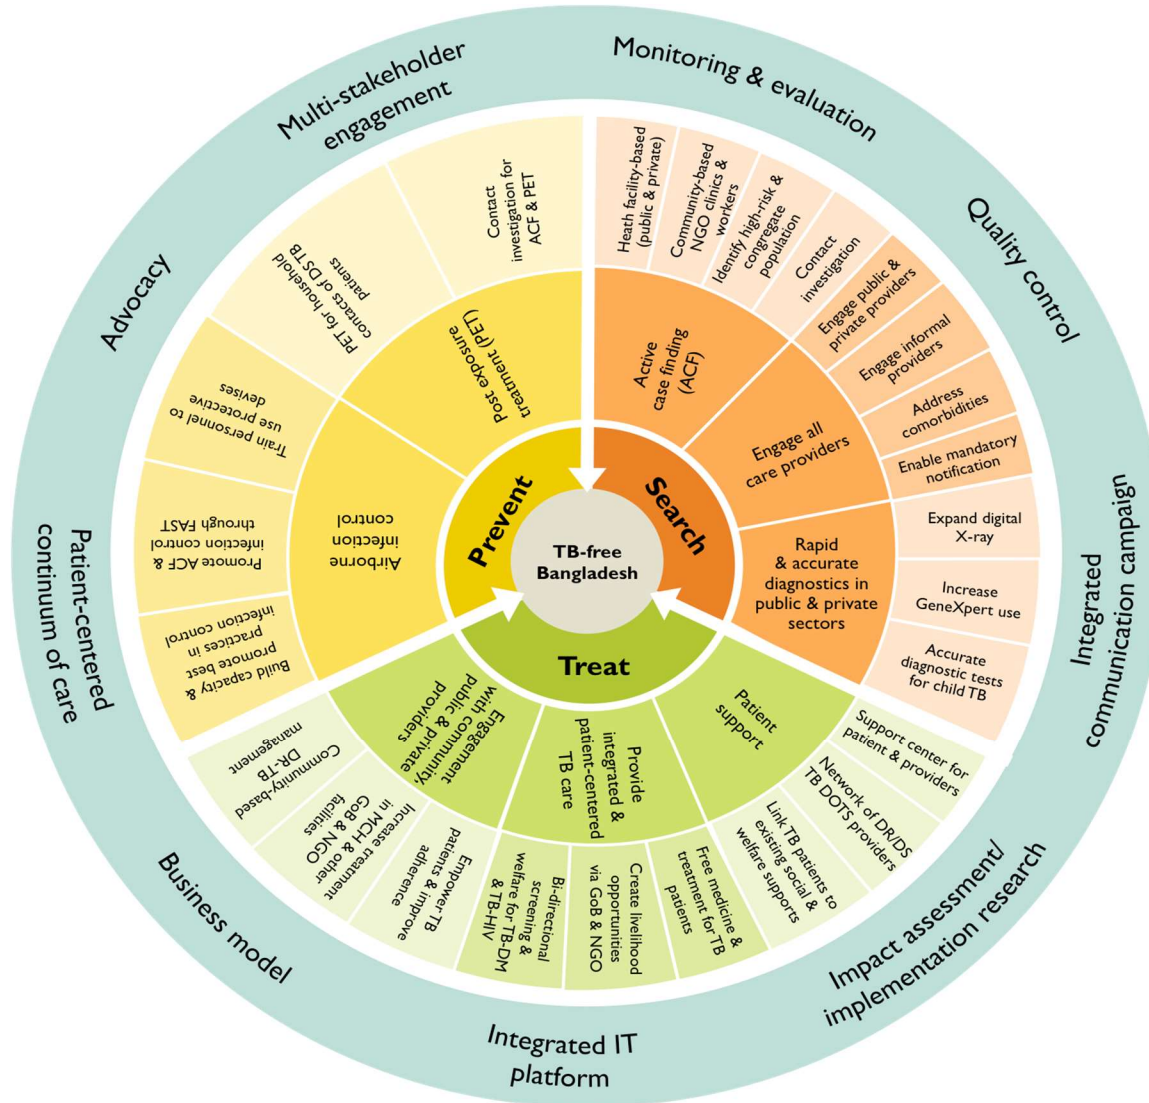 Multi-stakeholder
engagement
Monitoring & evaluation
Quality control
Integrated
communication campaign
Impact assessment/
implementation research
Integrated IT
platform
Business model
Patient-centered
continuum of care
Advocacy
TB-free
Bangladesh
Search
Active
case finding
(ACF)
Heath facility-based
(public & private)
Community-based
NGO clinics &
workers
Identify high-risk &
congregate
population
Contact
investigation
Engage all
care providers
Engage public &
private providers
Engage informal
providers
Address
comorbidities
Enable mandatory
notification
Rapid
& accurate
diagnostics in
public & private
sectors
Expand digital
X-ray
Increase
GeneXpert use
Accurate
diagnostic tests
for child TB
Treat
Patient
support
Support center for
patient & providers
Network of DR/DS
TB DOTS providers
Link TB patients to
existing social &
welfare supports
Provide
integrated &
patient-centered
TB care
Free medicine &
treatment for TB
patients
Create livelihood
opportunities
via GoB & NGO
Bi-directional
screening &
welfare for TB-DM
& TB-HIV
Engagement
with community,
public & private
providers
Empower TB
patients & improve
adherence
Increase treatment
in MCH & other
GoB & NGO
facilities
Community-based
DR-TB
management
Prevent
Airborne
infection
control
Build capacity &
promote best
practices in
infection control
Promote ACF &
infection control
through FAST
Train personnel to
use protective
devises
Post exposure
treatment (PET)
PET for household
contacts of DS TB
patients
Contact
investigation for
ACF & PET